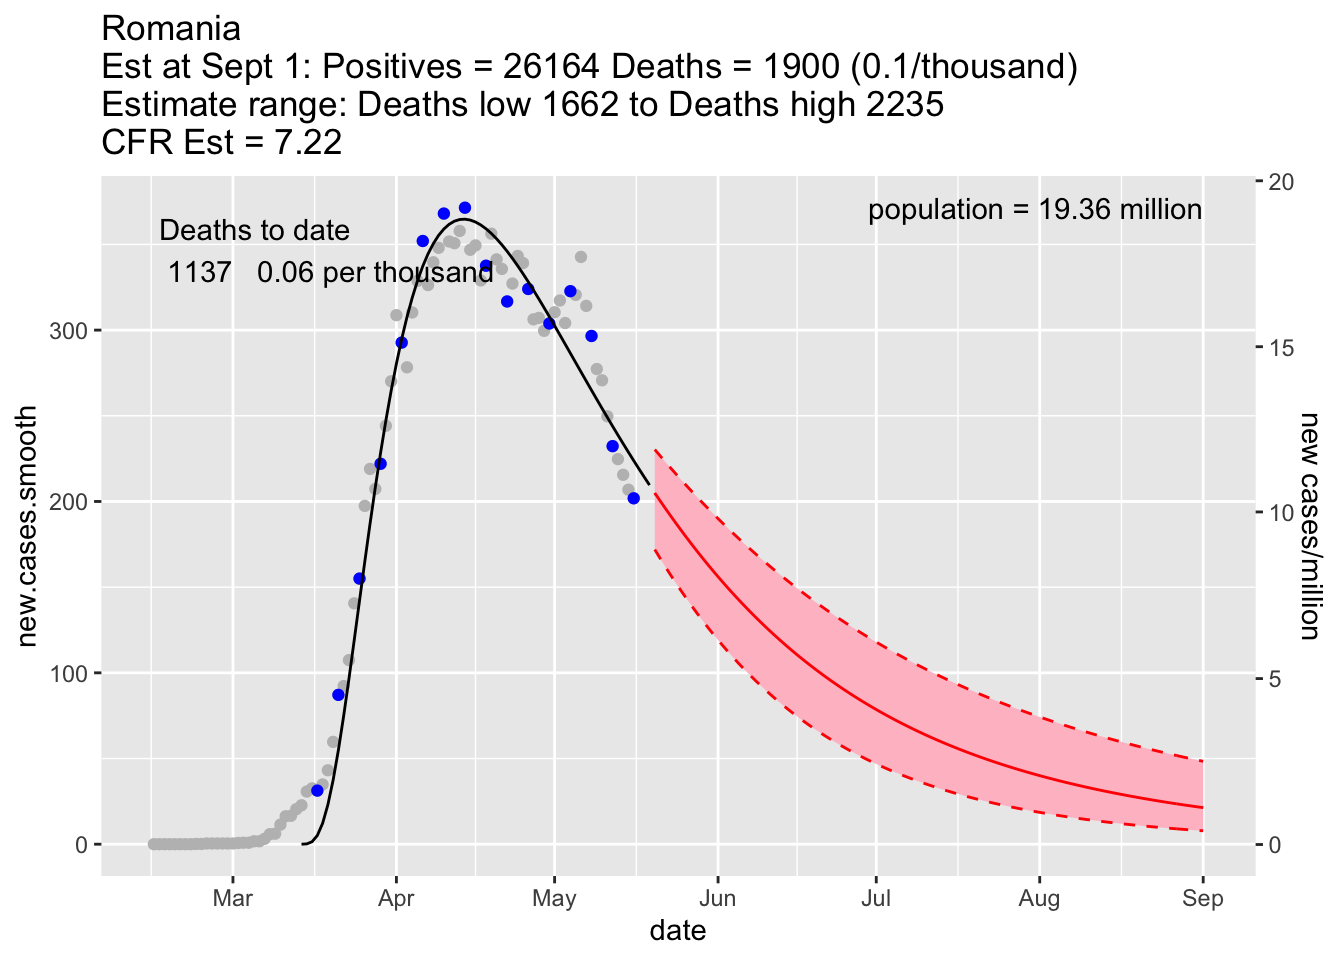 Romania
Est at Sept 1: Positives = 26164 Deaths = 1900 (0.1/thousand)
Estimate range: Deaths low 1662 to Deaths high 2235
CFR Est = 7.22
Deaths to date
1137 0.06 per thousand
population = 19.36 million
new.cases.smooth
300
200
100
0
20
15
10
5
0
new cases/million
Mar Apr May Jun Jul Aug Sep
date